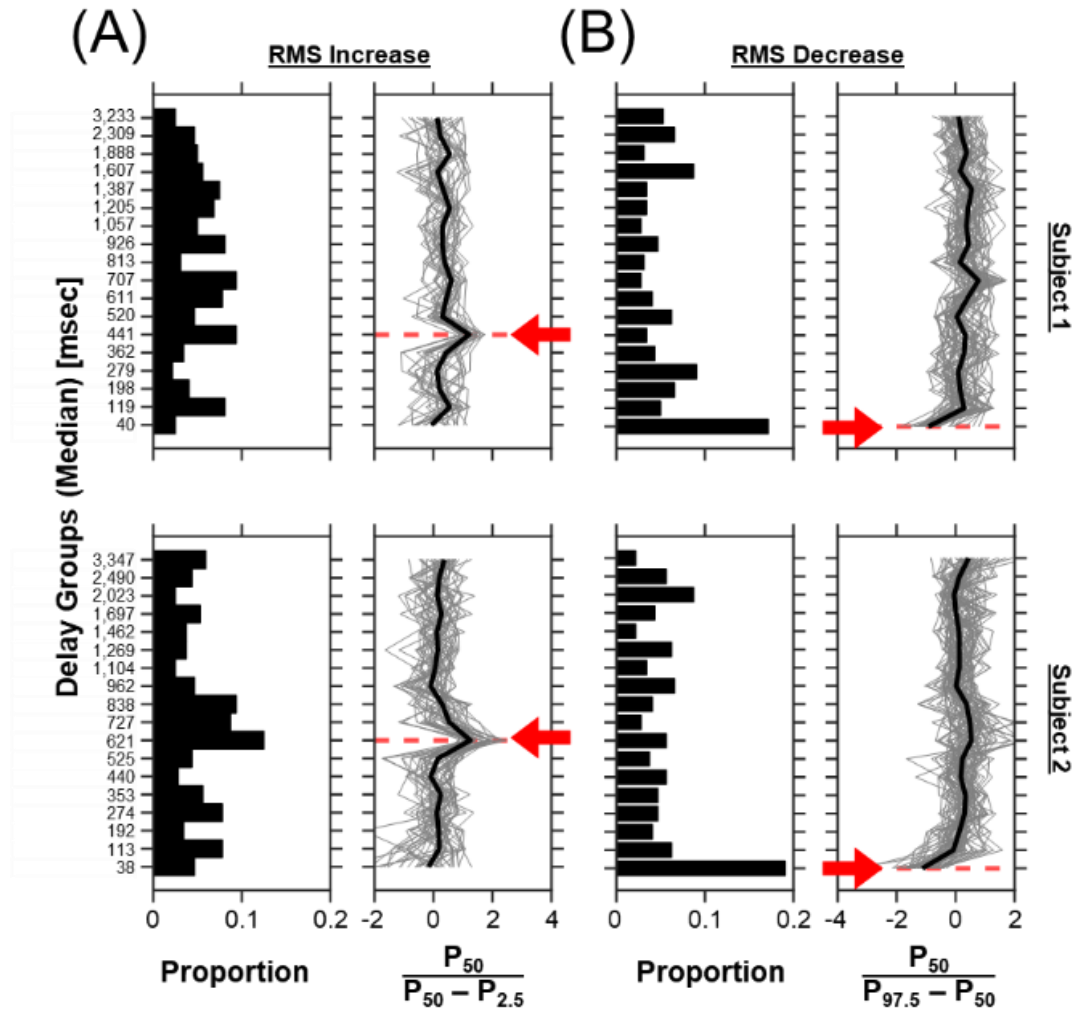 (A)
(B)
RMS Increase
RMS Decrease
Delay Groups (Median) [msec]
3,233
2,309
1,888
1,607
1,387
1,205
1,057
926
813
707
611
520
441
362
279
198
119
40
Subject 1
3,347
2,490
2,023
1,697
1,462
1,269
1,104
962
838
727
621
525
440
353
274
192
113
38
Subject 2
0 0.1 0.2
-2 0 2 4
0 0.1 0.2
-4 -2 0 2
Proportion
P50
P50 – P2.5
Proportion
P50
P97.5 – P50